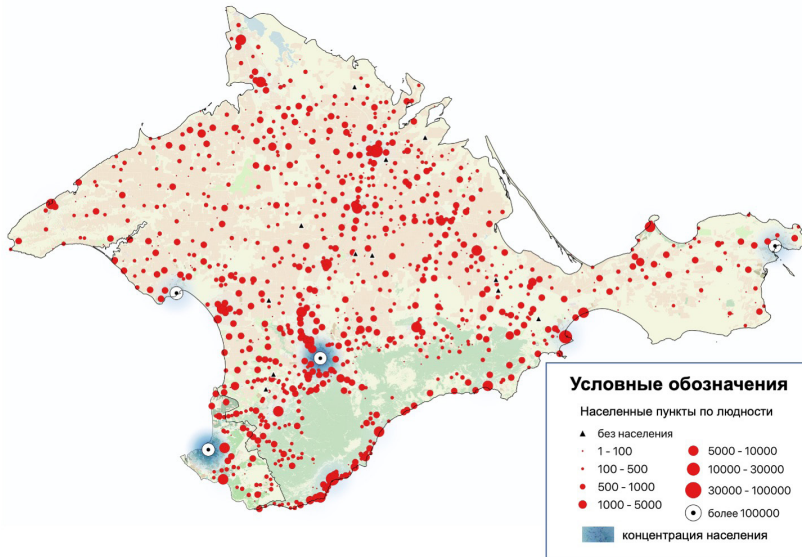 Условные обозначения
Населенные пункты по людности
без населения
1 - 100
100 - 500
500 - 1000
1000 - 5000
5000 - 10000
10000 - 30000
30000 - 100000
более 100000
концентрация населения